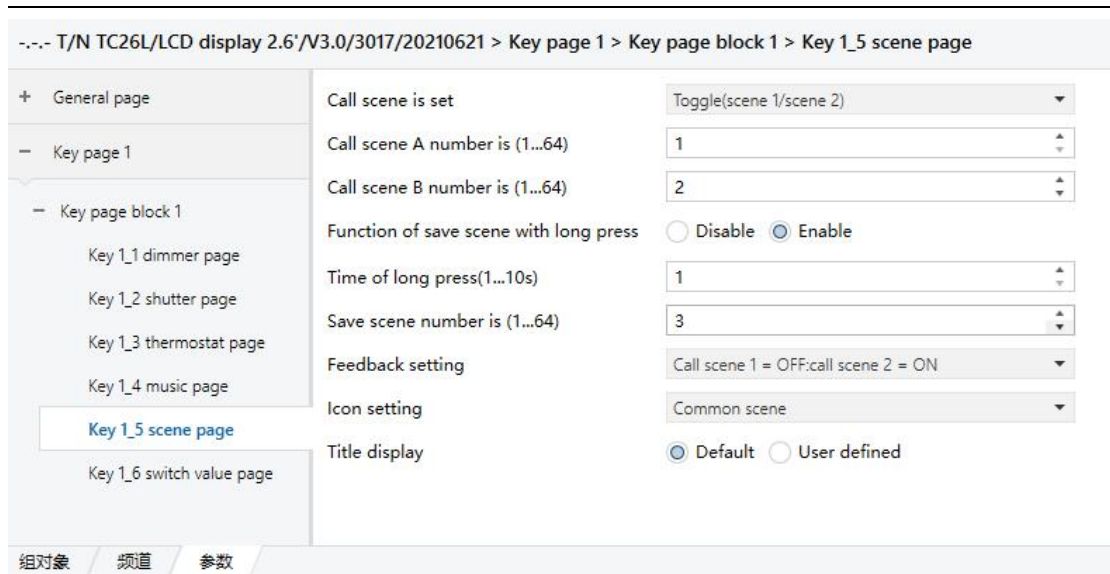 -.-.- T/N TC26L/LCD display 2.6'/V3.0/3017/20210621 > Key page 1 > Key page block 1 > Key 1_5 scene page
+ General page
− Key page 1
− Key page block 1
Key 1_1 dimmer page
Key 1_2 shutter page
Key 1_3 thermostat page
Key 1_4 music page
Key 1_5 scene page
Key 1_6 switch value page
Call scene is set Toggle(scene 1/scene 2)
Call scene A number is (1...64) 1
Call scene B number is (1...64) 2
Function of save scene with long press Disable Enable
Time of long press(1...10s) 1
Save scene number is (1...64) 3
Feedback setting Call scene 1 = OFF:call scene 2 = ON
Icon setting Common scene
Title display Default User defined
组对象 频道 参数